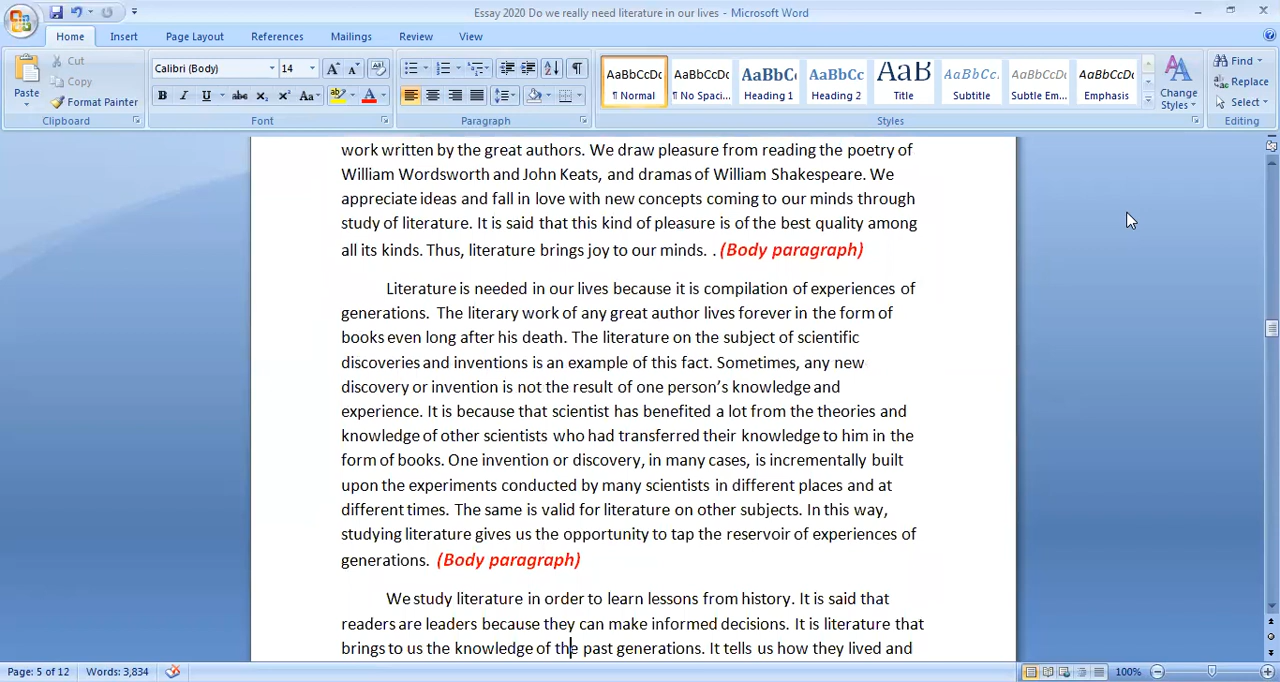 Essay 2020 Do we really need literature in our lives - Microsoft Word
Home Insert Page Layout References Mailings Review View
Paste Cut Copy Format Painter
Calibri (Body) 14
AaBbCcDc AaBbCcDc AaBbC AaBbCc AaB AaBbCc. AaBbCcDc AaBbCcDc
¶ Normal ¶ No Spaci... Heading 1 Heading 2 Title Subtitle Subtle Em... Emphasis
Change Styles
Find Replace Select
Clipboard Font Paragraph Styles Editing
work written by the great authors. We draw pleasure from reading the poetry of
William Wordsworth and John Keats, and dramas of William Shakespeare. We
appreciate ideas and fall in love with new concepts coming to our minds through
study of literature. It is said that this kind of pleasure is of the best quality among
all its kinds. Thus, literature brings joy to our minds. . (Body paragraph)
Literature is needed in our lives because it is compilation of experiences of
generations. The literary work of any great author lives forever in the form of
books even long after his death. The literature on the subject of scientific
discoveries and inventions is an example of this fact. Sometimes, any new
discovery or invention is not the result of one person's knowledge and
experience. It is because that scientist has benefited a lot from the theories and
knowledge of other scientists who had transferred their knowledge to him in the
form of books. One invention or discovery, in many cases, is incrementally built
upon the experiments conducted by many scientists in different places and at
different times. The same is valid for literature on other subjects. In this way,
studying literature gives us the opportunity to tap the reservoir of experiences of
generations. (Body paragraph)
We study literature in order to learn lessons from history. It is said that
readers are leaders because they can make informed decisions. It is literature that
brings to us the knowledge of the past generations. It tells us how they lived and
Page: 5 of 12 Words: 3,834 100%